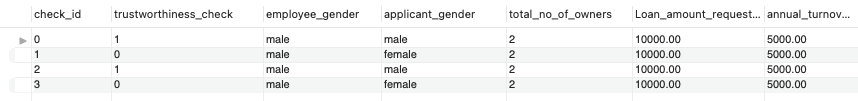 check_id trustworthiness_check employee_gender applicant_gender total_no_of_owners Loan_amount_request... annual_turnov...
0 1 male male 2 10000.00 5000.00
1 0 male female 2 10000.00 5000.00
2 1 male male 2 10000.00 5000.00
3 0 male female 2 10000.00 5000.00